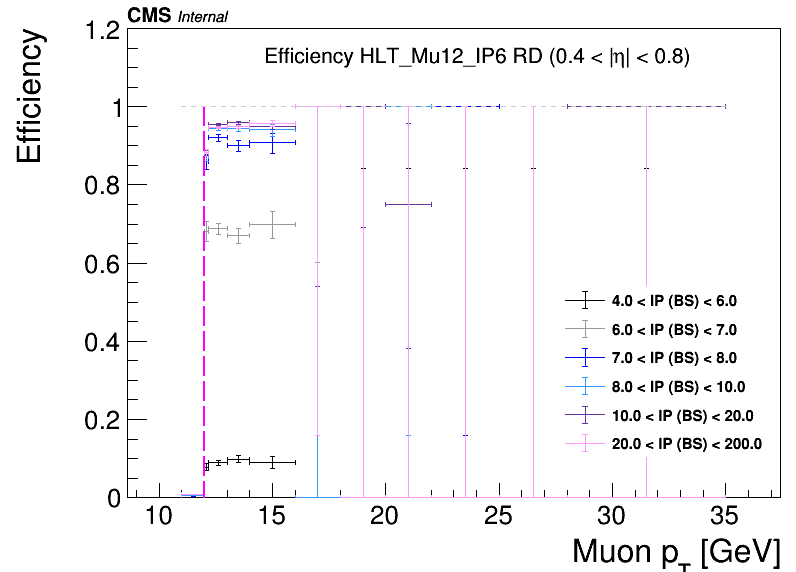 CMS Internal
Efficiency HLT_Mu12_IP6 RD (0.4 < |η| < 0.8)
Efficiency
1.2
1
0.8
0.6
0.4
0.2
0
4.0 < IP (BS) < 6.0
6.0 < IP (BS) < 7.0
7.0 < IP (BS) < 8.0
8.0 < IP (BS) < 10.0
10.0 < IP (BS) < 20.0
20.0 < IP (BS) < 200.0
10 15 20 25 30 35
Muon p_T [GeV]